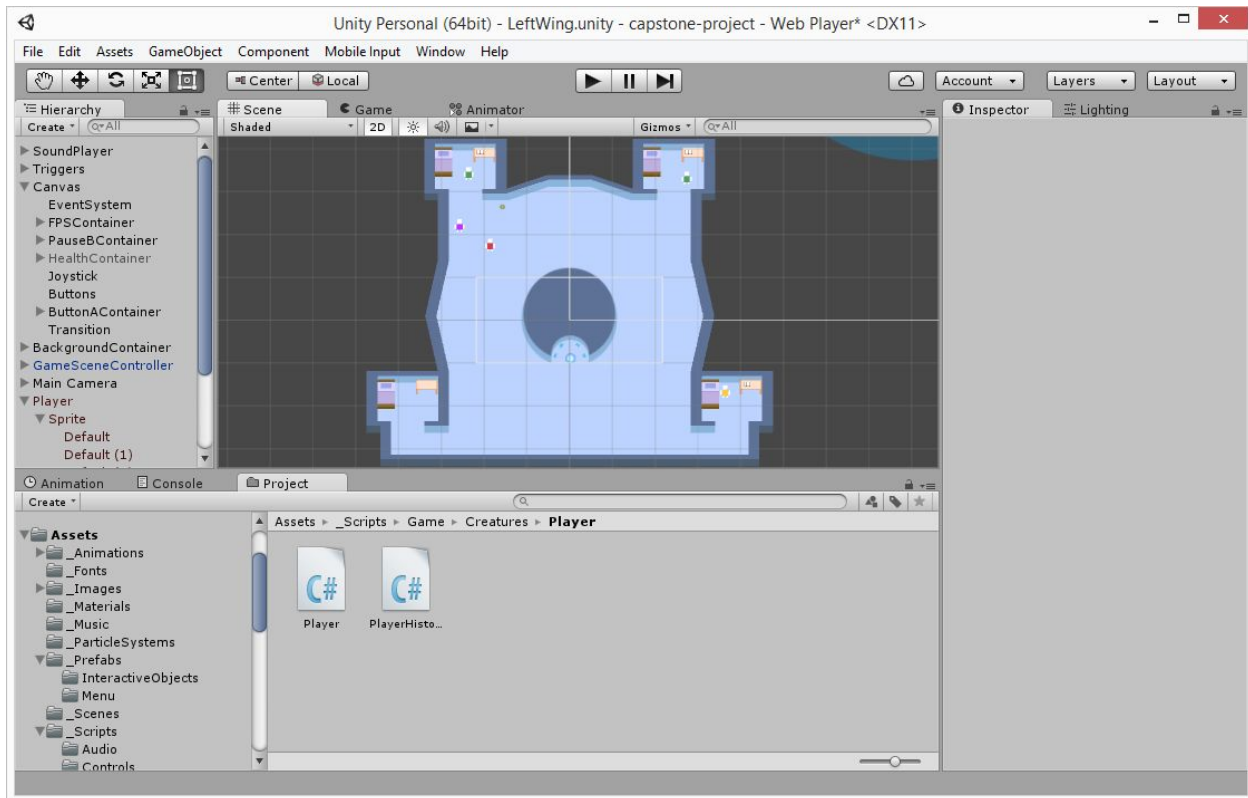 Unity Personal (64bit) - LeftWing.unity - capstone-project - Web Player* <DX11>
File Edit Assets GameObject Component Mobile Input Window Help
Center Local Account Layers Layout
Hierarchy
Create All
SoundPlayer
Triggers
Canvas
EventSystem
FPSContainer
PauseBContainer
HealthContainer
Joystick
Buttons
ButtonAContainer
Transition
BackgroundContainer
GameSceneController
Main Camera
Player
Sprite
Default
Default (1)
Scene Game Animator
Shaded 2D Gizmos All
Inspector Lighting
Animation Console Project
Create
Assets
_Animations
_Fonts
_Images
_Materials
_Music
_ParticleSystems
_Prefabs
InteractiveObjects
Menu
_Scenes
_Scripts
Audio
Controls
Assets _Scripts Game Creatures Player
C# C#
Player PlayerHisto...